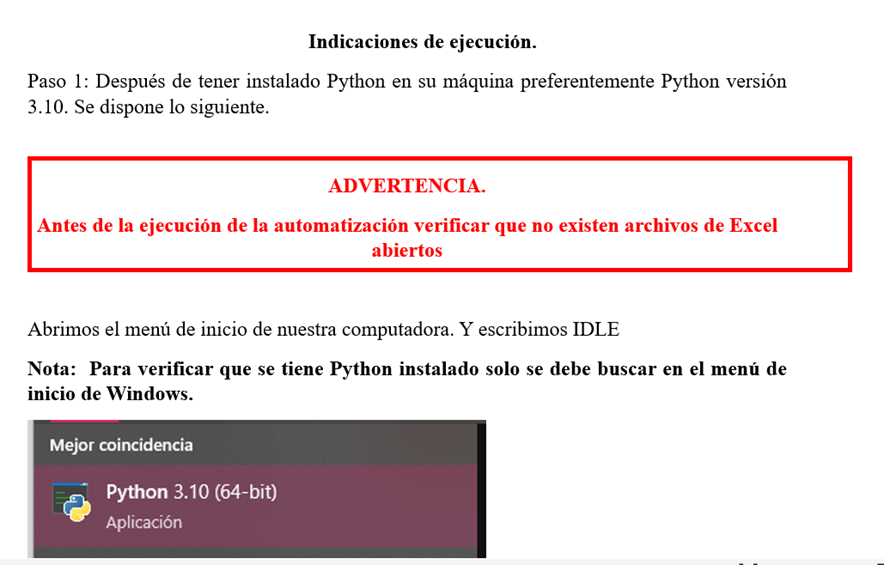 Indicaciones de ejecución.
Paso 1: Después de tener instalado Python en su máquina preferentemente Python versión
3.10. Se dispone lo siguiente.
ADVERTENCIA.
Antes de la ejecución de la automatización verificar que no existen archivos de Excel
abiertos
Abrimos el menú de inicio de nuestra computadora. Y escribimos IDLE
Nota:  Para verificar que se tiene Python instalado solo se debe buscar en el menú de
inicio de Windows.
Mejor coincidencia
Python 3.10 (64-bit)
Aplicación